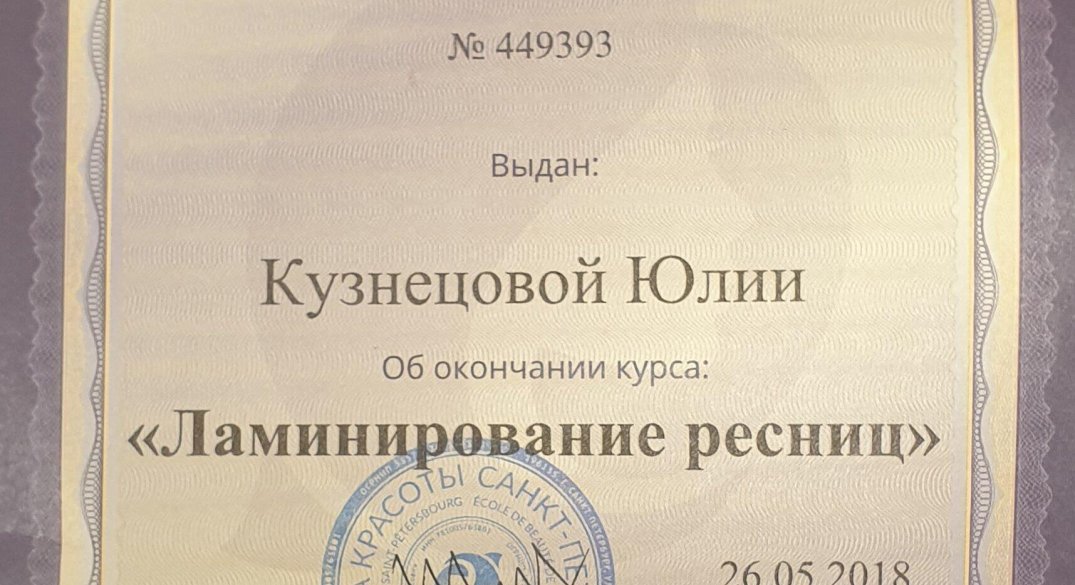 № 449393
Выдан:
Кузнецовой Юлии
Об окончании курса:
«Ламинирование ресниц»
КРАСОТЫ САНКТ-ПЕ
PETERSBOURG ÉCOLE DE BEAUTÉ DE
26.05.2018